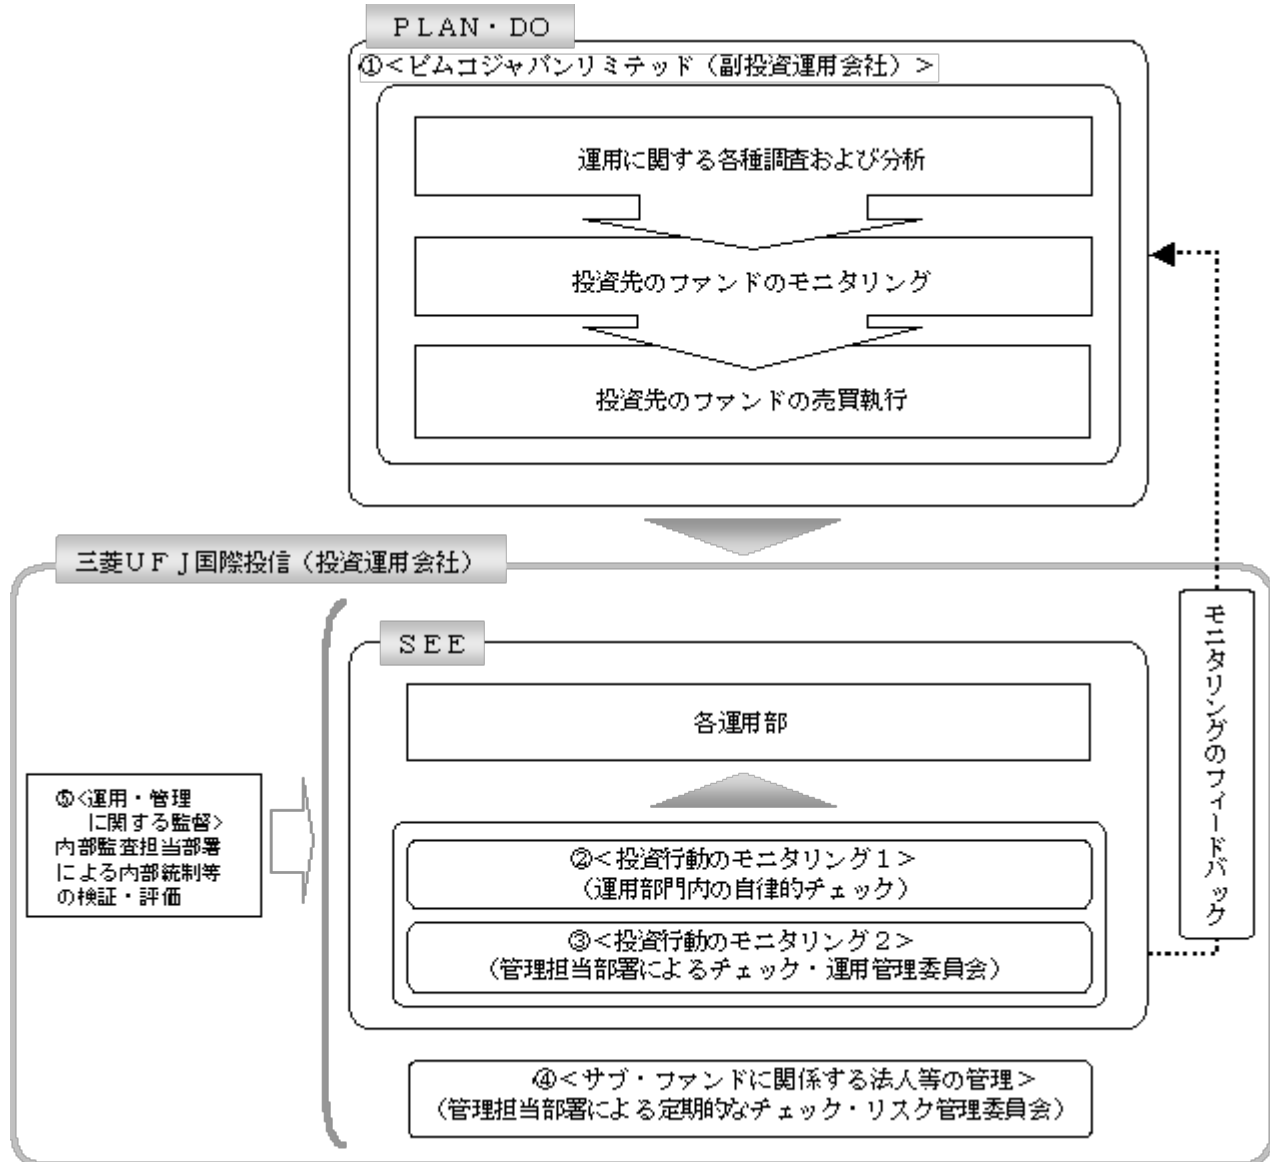 ＰＬＡＮ・ＤＯ
①＜ピムコジャパンリミテッド（副投資運用会社）＞
運用に関する各種調査および分析
投資先のファンドのモニタリング
投資先のファンドの売買執行
三菱ＵＦＪ国際投信（投資運用会社）
ＳＥＥ
各運用部
②＜投資行動のモニタリング１＞
（運用部門内の自律的チェック）
③＜投資行動のモニタリング２＞
（管理担当部署によるチェック・運用管理委員会）
④＜サブ・ファンドに関係する法人等の管理＞
（管理担当部署による定期的なチェック・リスク管理委員会）
⑤<運用・管理
に関する監督>
内部監査担当部署
による内部統制等
の検証・評価
モニタリングのフィードバック